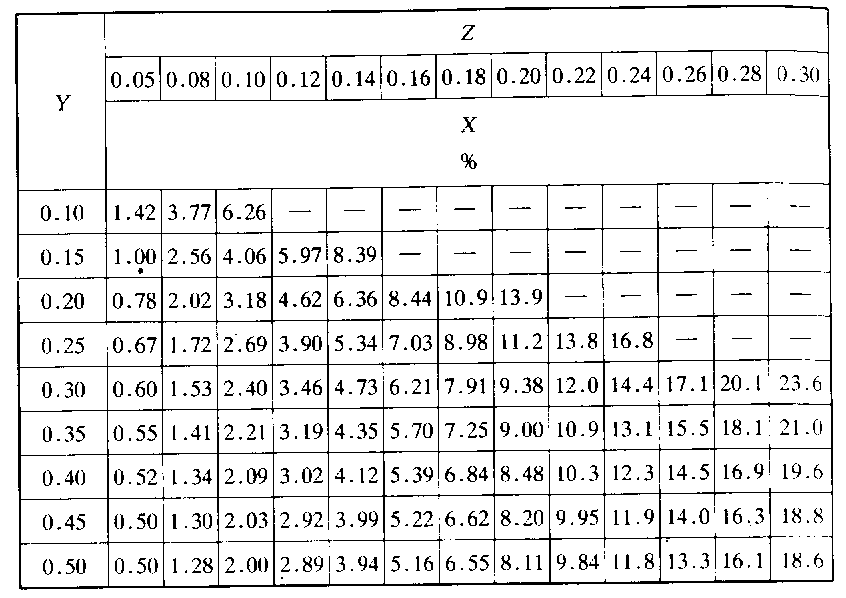 Z
0.05 0.08 0.10 0.12 0.14 0.16 0.18 0.20 0.22 0.24 0.26 0.28 0.30
Y
X
%
0.10 1.42 3.77 6.26 — — — — — — — — — —
0.15 1.00 2.56 4.06 5.97 8.39 — — — — — — — —
0.20 0.78 2.02 3.18 4.62 6.36 8.44 10.9 13.9 — — — — —
0.25 0.67 1.72 2.69 3.90 5.34 7.03 8.98 11.2 13.8 16.8 — — —
0.30 0.60 1.53 2.40 3.46 4.73 6.21 7.91 9.38 12.0 14.4 17.1 20.1 23.6
0.35 0.55 1.41 2.21 3.19 4.35 5.70 7.25 9.00 10.9 13.1 15.5 18.1 21.0
0.40 0.52 1.34 2.09 3.02 4.12 5.39 6.84 8.48 10.3 12.3 14.5 16.9 19.6
0.45 0.50 1.30 2.03 2.92 3.99 5.22 6.62 8.20 9.95 11.9 14.0 16.3 18.8
0.50 0.50 1.28 2.00 2.89 3.94 5.16 6.55 8.11 9.84 11.8 13.3 16.1 18.6